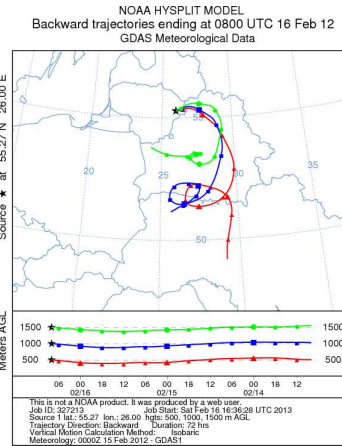 NOAA HYSPLIT MODEL
Backward trajectories ending at 0800 UTC 16 Feb 12
GDAS Meteorological Data
Source ★ at 55.27 N 26.00 E
55
20
25
30
35
50
Meters AGL
1500
1000
500
1500
1000
500
06 18 12 06 18 12 06 18 12
00 00 00
02/16 02/15 02/14
This is not a NOAA product. It was produced by a web user.
Job ID: 327213 Job Start: Sat Feb 16 16:36:28 UTC 2013
Source 1 lat.: 55.27 lon.: 26.00 hgts: 500, 1000, 1500 m AGL
Trajectory Direction: Backward Duration: 72 hrs
Vertical Motion Calculation Method: Isobaric
Meteorology: 0000Z 15 Feb 2012 - GDAS1